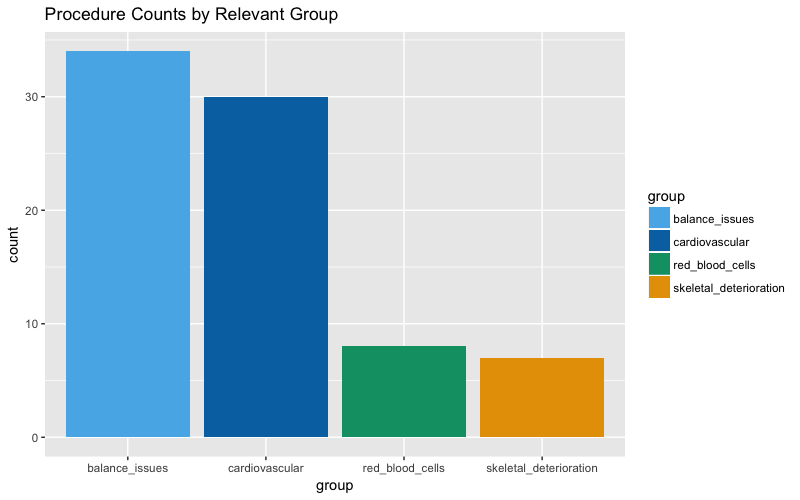 Procedure Counts by Relevant Group
count
30
20
10
0
balance_issues cardiovascular red_blood_cells skeletal_deterioration
group
group
balance_issues
cardiovascular
red_blood_cells
skeletal_deterioration